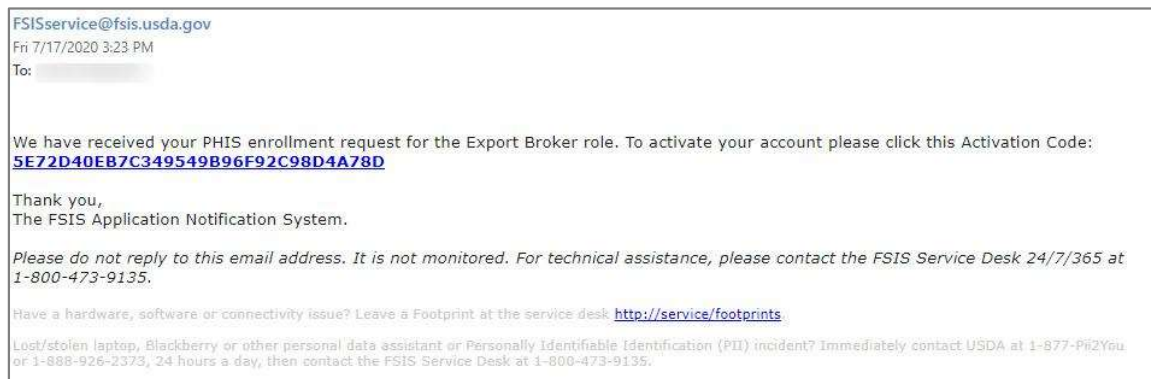 FSISservice@fsis.usda.gov
Fri 7/17/2020 3:23 PM
To:
We have received your PHIS enrollment request for the Export Broker role. To activate your account please click this Activation Code:
5E72D40EB7C349549B96F92C98D4A78D
Thank you,
The FSIS Application Notification System.
Please do not reply to this email address. It is not monitored. For technical assistance, please contact the FSIS Service Desk 24/7/365 at
1-800-473-9135.
Have a hardware, software or connectivity issue? Leave a Footprint at the service desk http://service/footprints.
Lost/stolen laptop, Blackberry or other personal data assistant or Personally Identifiable Identification (PII) incident? Immediately contact USDA at 1-877-Pii2You
or 1-888-926-2373, 24 hours a day, then contact the FSIS Service Desk at 1-800-473-9135.